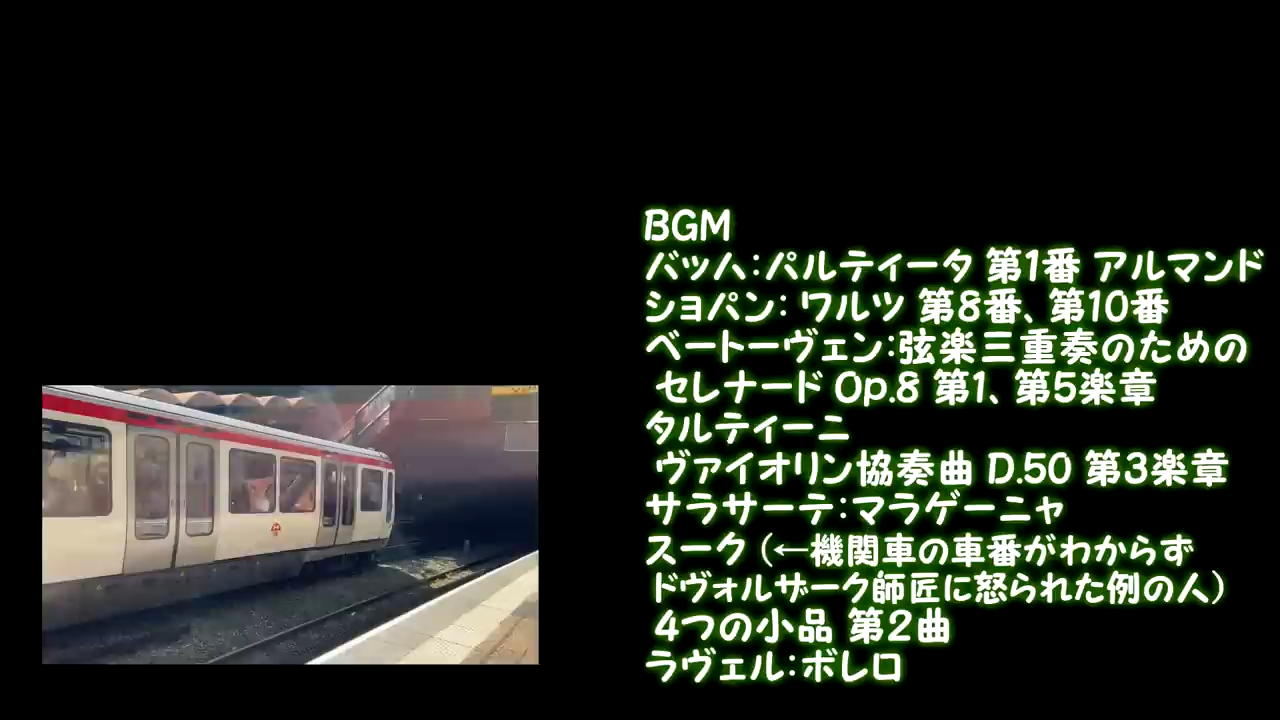 BGM
バッハ:パルティータ 第1番 アルマンド
ショパン: ワルツ 第8番、第10番
ベートーヴェン:弦楽三重奏のための
セレナード Op.8 第1、第5楽章
タルティーニ
ヴァイオリン協奏曲 D.50 第3楽章
サラサーテ:マラゲーニャ
スーク (←機関車の車番がわからず
ドヴォルザーク師匠に怒られた例の人)
4つの小品 第2曲
ラヴェル:ボレロ